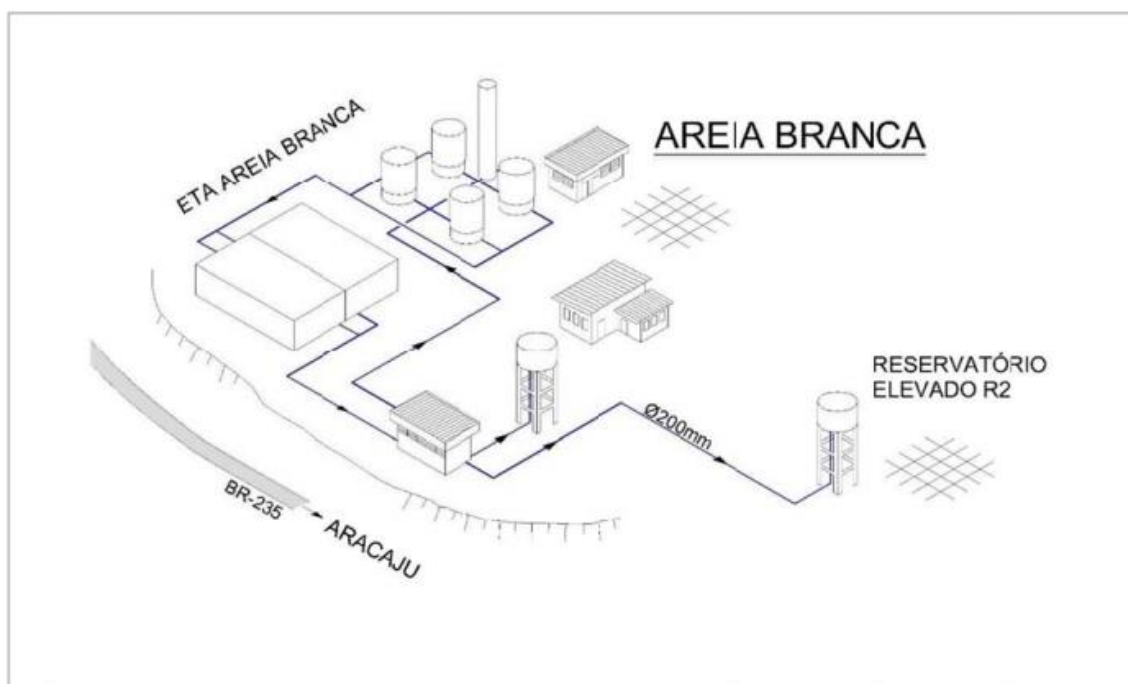 ETA AREIA BRANCA
AREIA BRANCA
RESERVATÓRIO
ELEVADO R2
Ø200mm
BR-235
ARACAJU